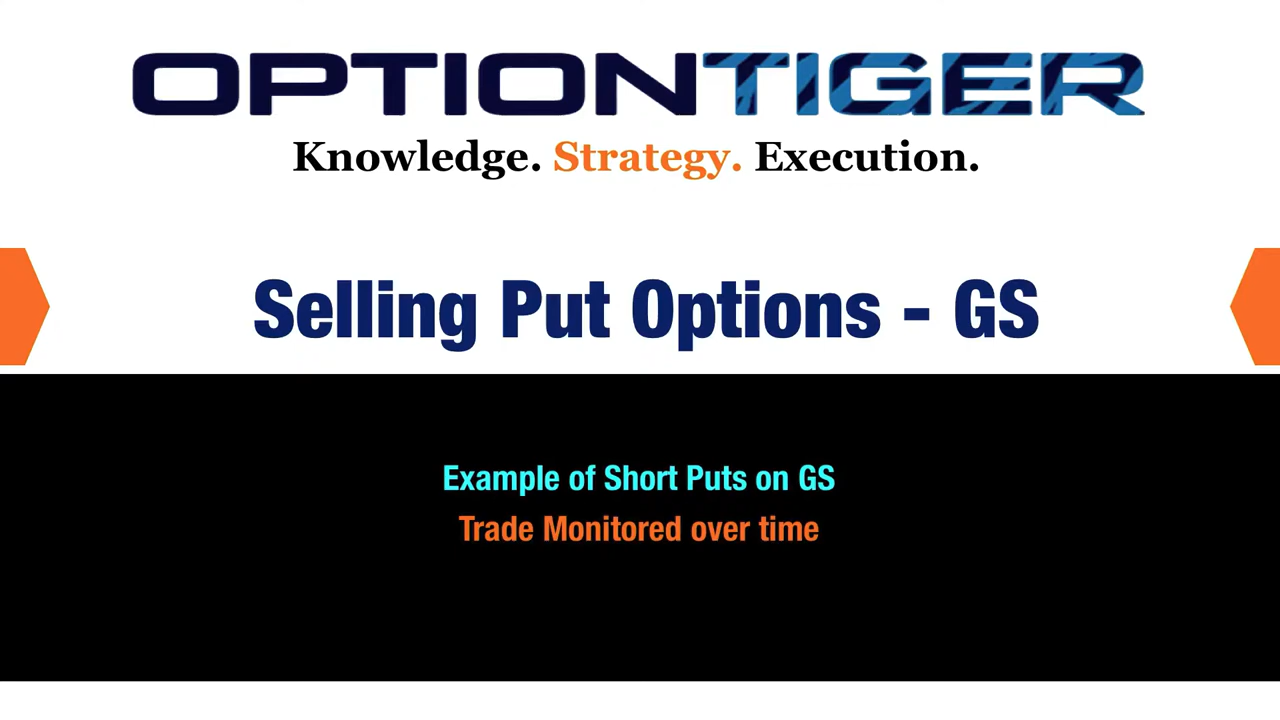 OPTIONTIGER
Knowledge. Strategy. Execution.
Selling Put Options - GS
Example of Short Puts on GS
Trade Monitored over time